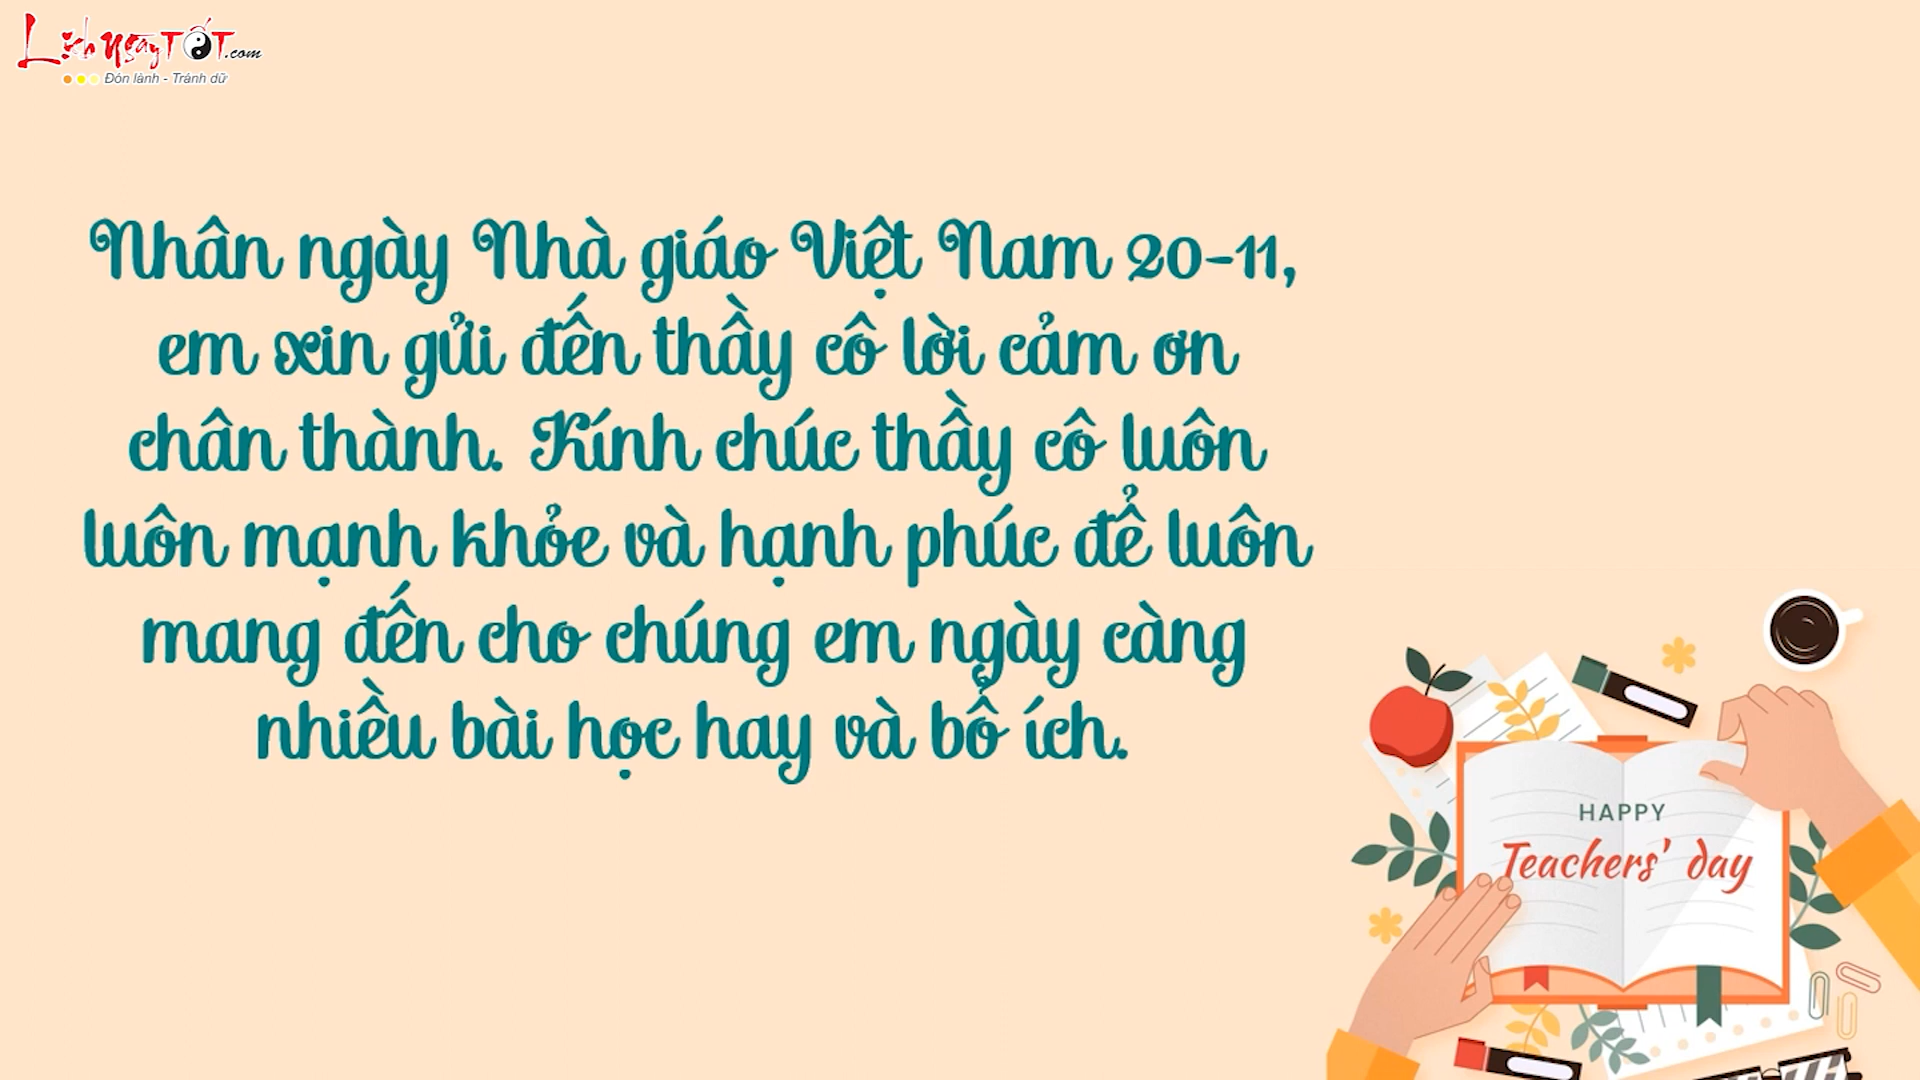 LịchNgàyTỐT.com
Đón lành - Tránh dữ
Nhân ngày Nhà giáo Việt Nam 20-11,
em xin gửi đến thầy cô lời cảm ơn
chân thành. Kính chúc thầy cô luôn
luôn mạnh khỏe và hạnh phúc để luôn
mang đến cho chúng em ngày càng
nhiều bài học hay và bổ ích.
HAPPY
Teachers' day